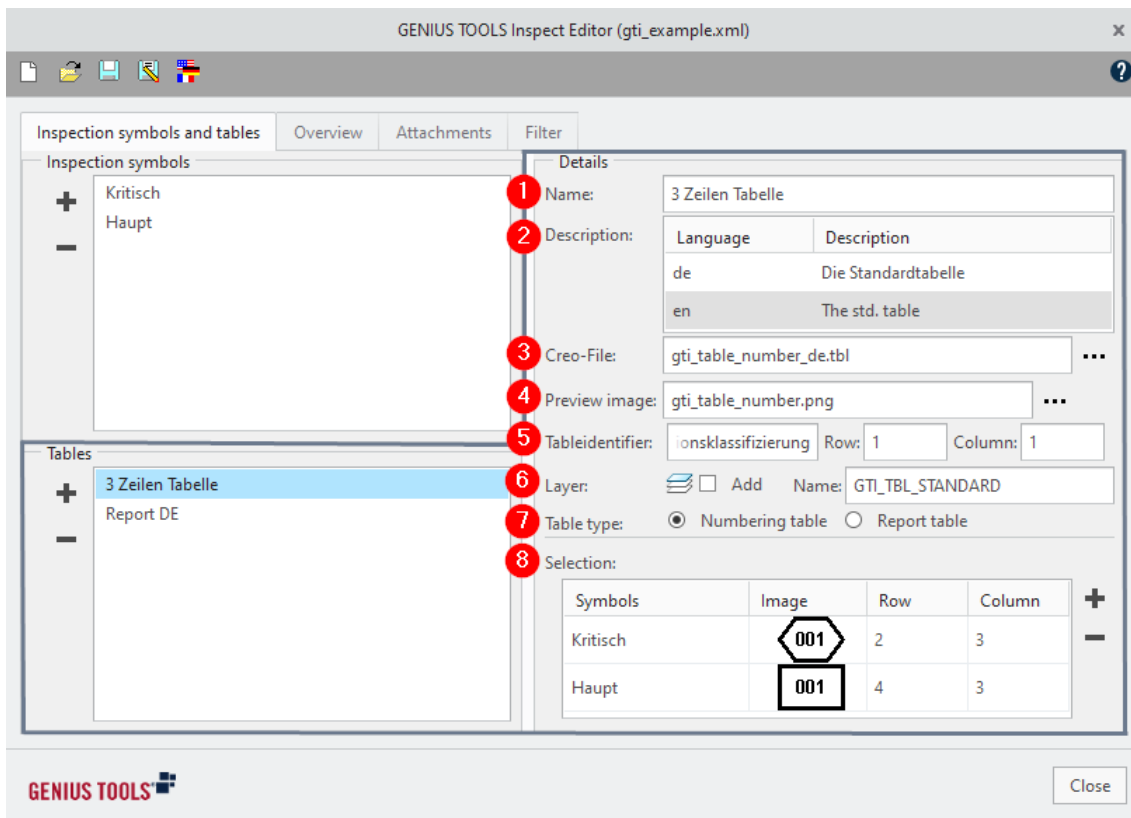 GENIUS TOOLS Inspect Editor (gti_example.xml)
Inspection symbols and tables Overview Attachments Filter
Inspection symbols
Kritisch
Haupt
Tables
3 Zeilen Tabelle
Report DE
Details
1 Name: 3 Zeilen Tabelle
2 Description: Language Description
de Die Standardtabelle
en The std. table
3 Creo-File: gti_table_number_de.tbl ...
4 Preview image: gti_table_number.png ...
5 Tableidentifier: ionsklassifizierung Row: 1 Column: 1
6 Layer: Add Name: GTI_TBL_STANDARD
7 Table type: Numbering table Report table
8 Selection:
Symbols Image Row Column
Kritisch 001 2 3
Haupt 001 4 3
GENIUS TOOLS
Close